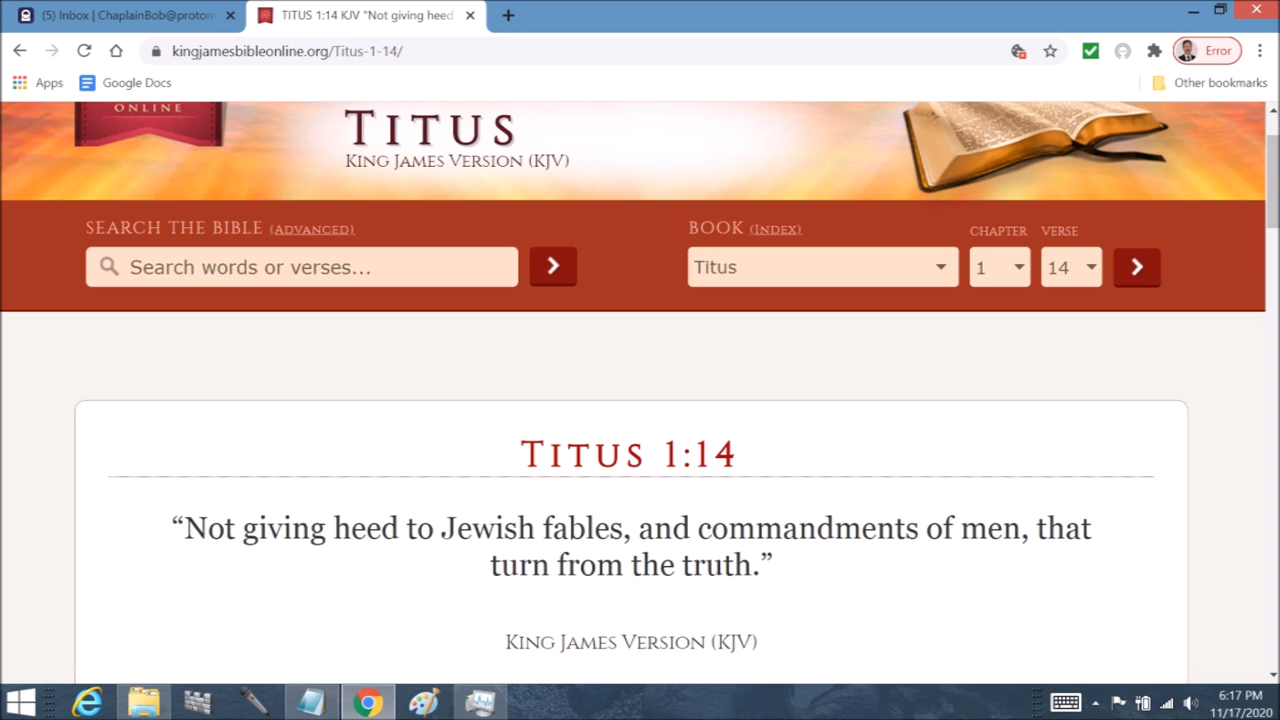 (5) Inbox | ChaplainBob@proton
TITUS 1:14 KJV "Not giving heed
kingjamesbibleonline.org/Titus-1-14/
Error
Apps
Google Docs
Other bookmarks
ONLINE
TITUS
KING JAMES VERSION (KJV)
SEARCH THE BIBLE (ADVANCED)
BOOK (INDEX)
CHAPTER
VERSE
Search words or verses...
Titus
1
14
TITUS 1:14
“Not giving heed to Jewish fables, and commandments of men, that
turn from the truth.”
KING JAMES VERSION (KJV)
6:17 PM
11/17/2020